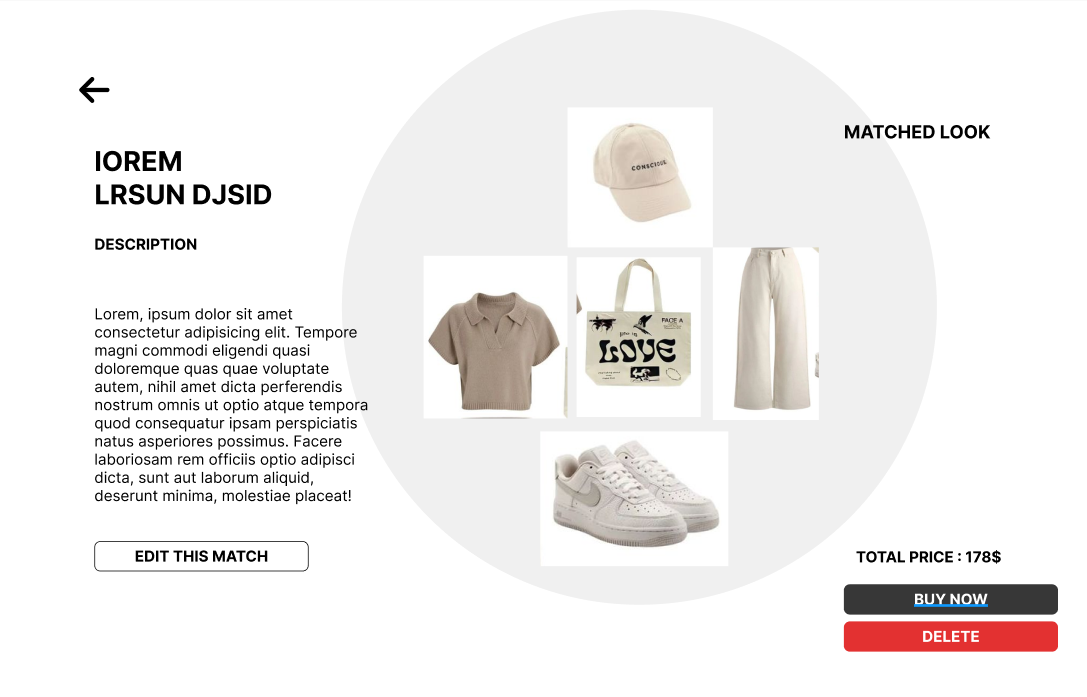 IOREM
LRSUN DJSID
DESCRIPTION
Lorem, ipsum dolor sit amet
consectetur adipisicing elit. Tempore
magni commodi eligendi quasi
doloremque quas quae voluptate
autem, nihil amet dicta perferendis
nostrum omnis ut optio atque tempora
quod consequatur ipsam perspiciatis
natus asperiores possimus. Facere
laboriosam rem officiis optio adipisci
dicta, sunt aut laborum aliquid,
deserunt minima, molestiae placeat!
EDIT THIS MATCH
CONSCIOUS
FACE A
LOVE
MATCHED LOOK
TOTAL PRICE : 178$
BUY NOW
DELETE